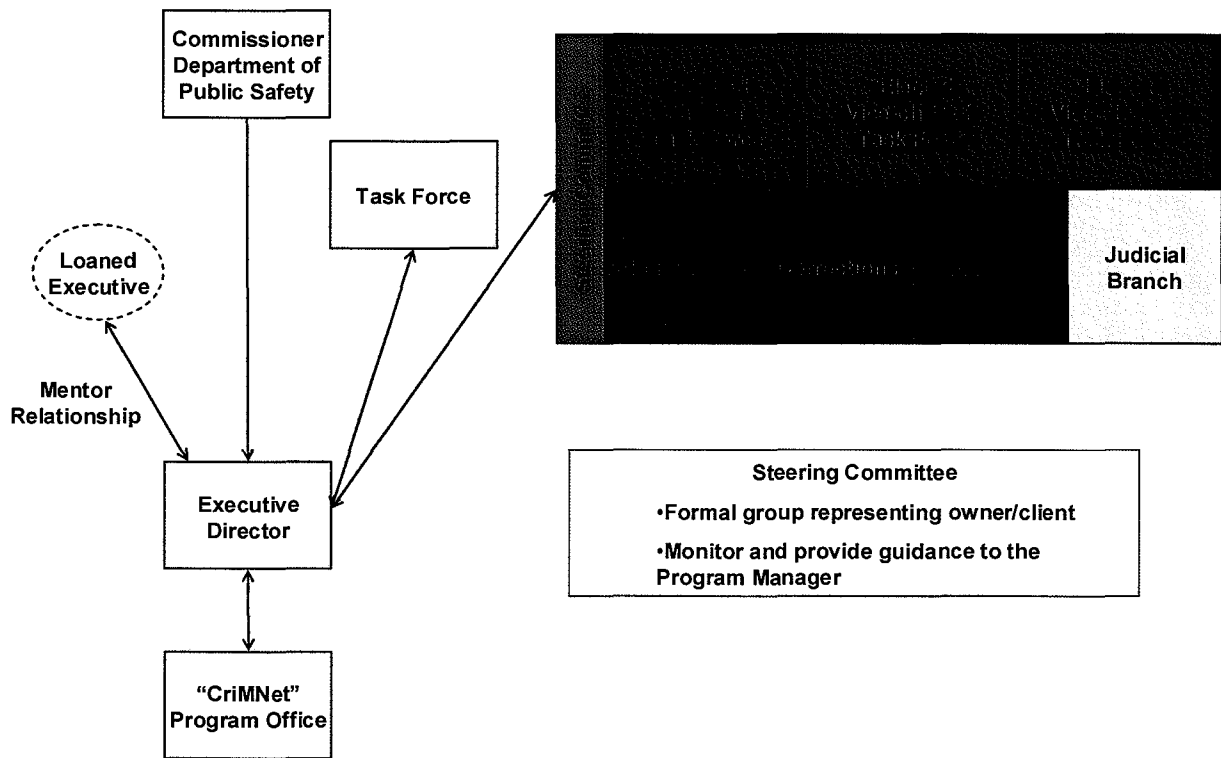 Commissioner
Department of
Public Safety
Task Force
Loaned
Executive
Judicial
Branch
Mentor
Relationship
Executive
Director
Steering Committee
•Formal group representing owner/client
•Monitor and provide guidance to the
Program Manager
“CriMNet”
Program Office